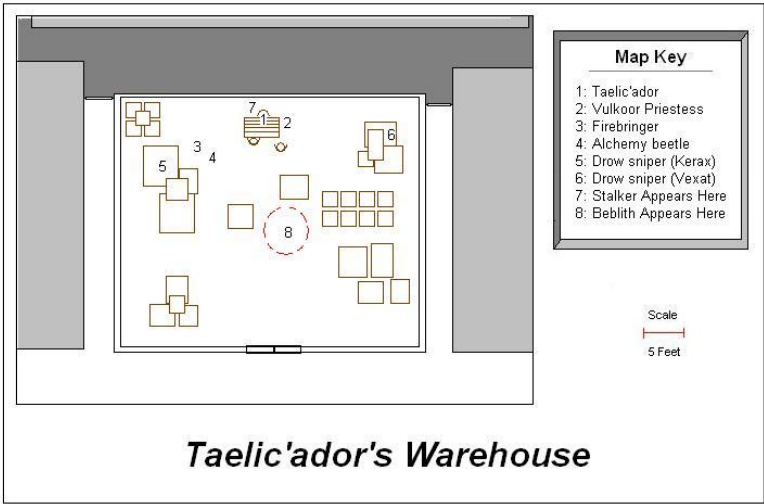 Map Key
1: Taelic'ador
2: Vulkoor Priestess
3: Firebringer
4: Alchemy beetle
5: Drow sniper (Kerax)
6: Drow sniper (Vexat)
7: Stalker Appears Here
8: Beblith Appears Here
7
1
2
6
3
4
5
8
Scale
5 Feet
Taelic'ador's Warehouse